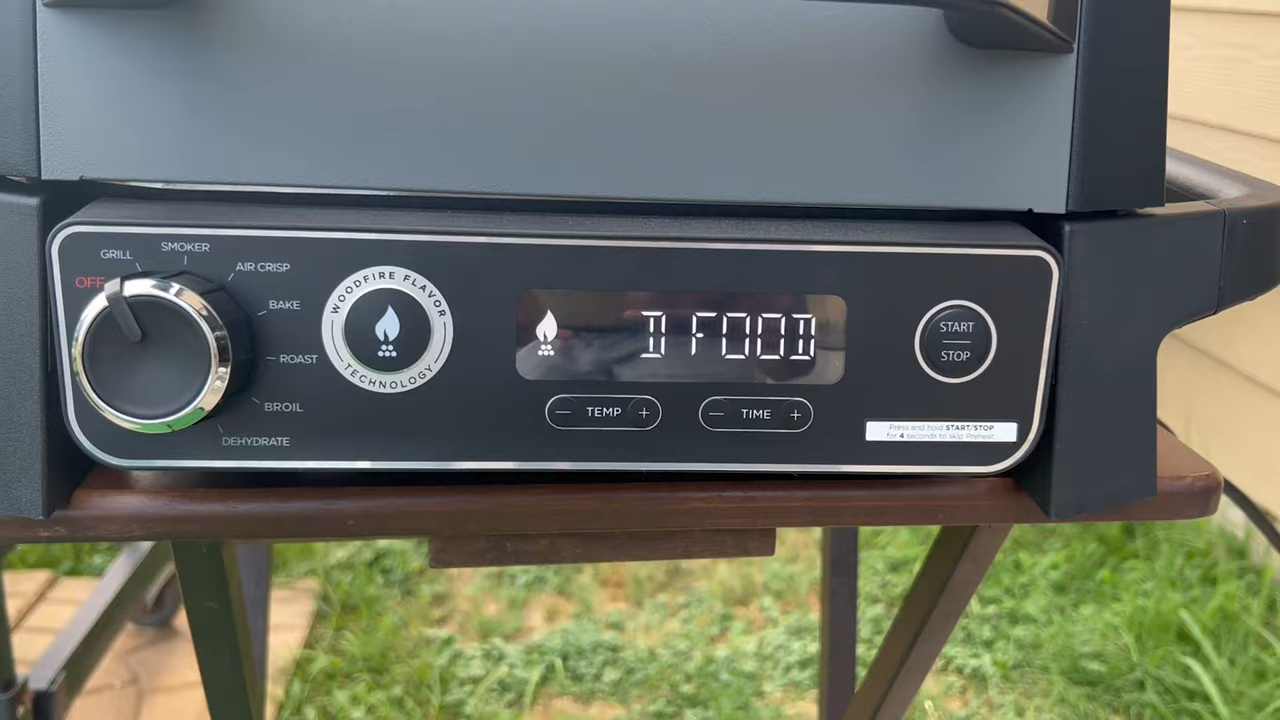 OFF
GRILL
SMOKER
AIR CRISP
BAKE
ROAST
BROIL
DEHYDRATE
WOODFIRE FLAVOR
TECHNOLOGY
D FOOD
— TEMP +
— TIME +
START
STOP
Press and hold START/STOP
for 4 seconds to skip Preheat.